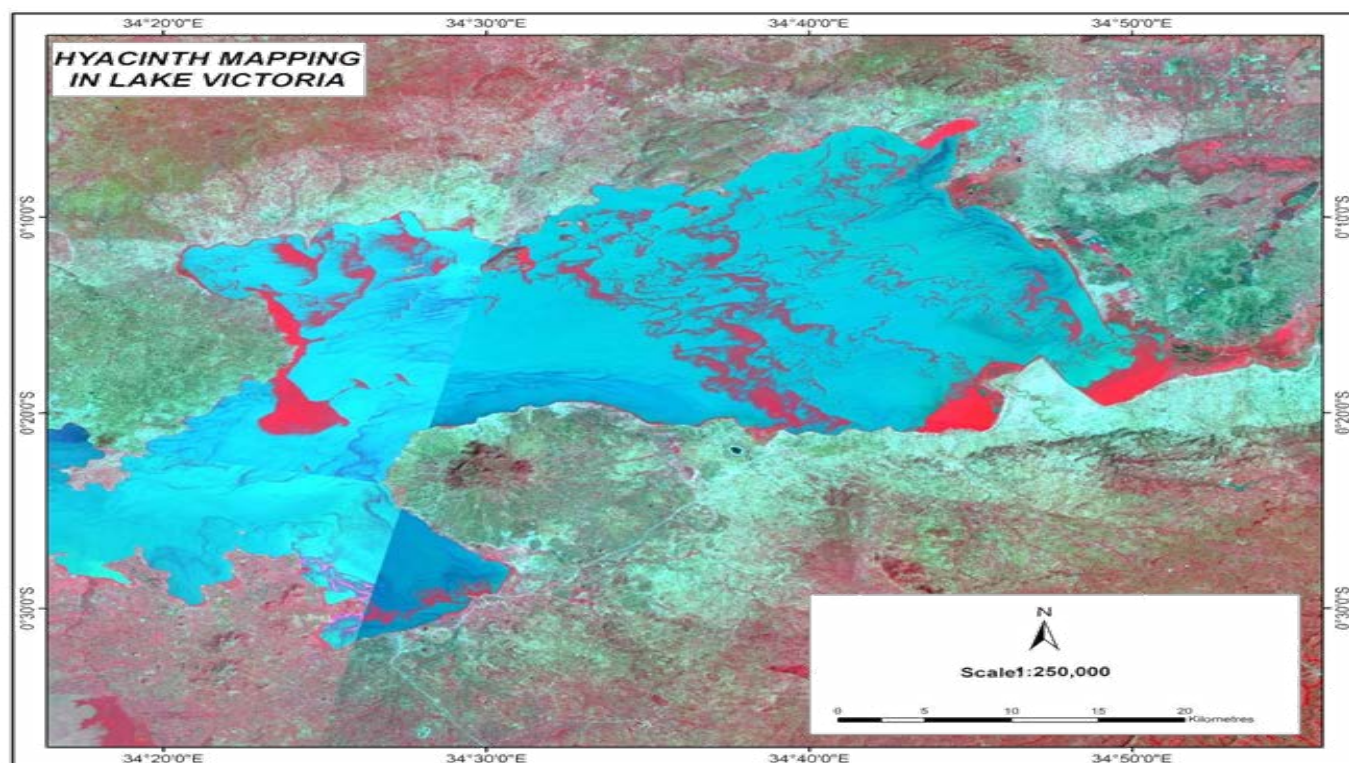 34°20'0"E 34°30'0"E 34°40'0"E 34°50'0"E
HYACINTH MAPPING
IN LAKE VICTORIA
0°10'0"S 0°10'0"S
0°20'0"S 0°20'0"S
0°30'0"S 0°30'0"S
N
Scale1:250,000
0 5 10 15 20
Kilometres
34°20'0"E 34°30'0"E 34°40'0"E 34°50'0"E